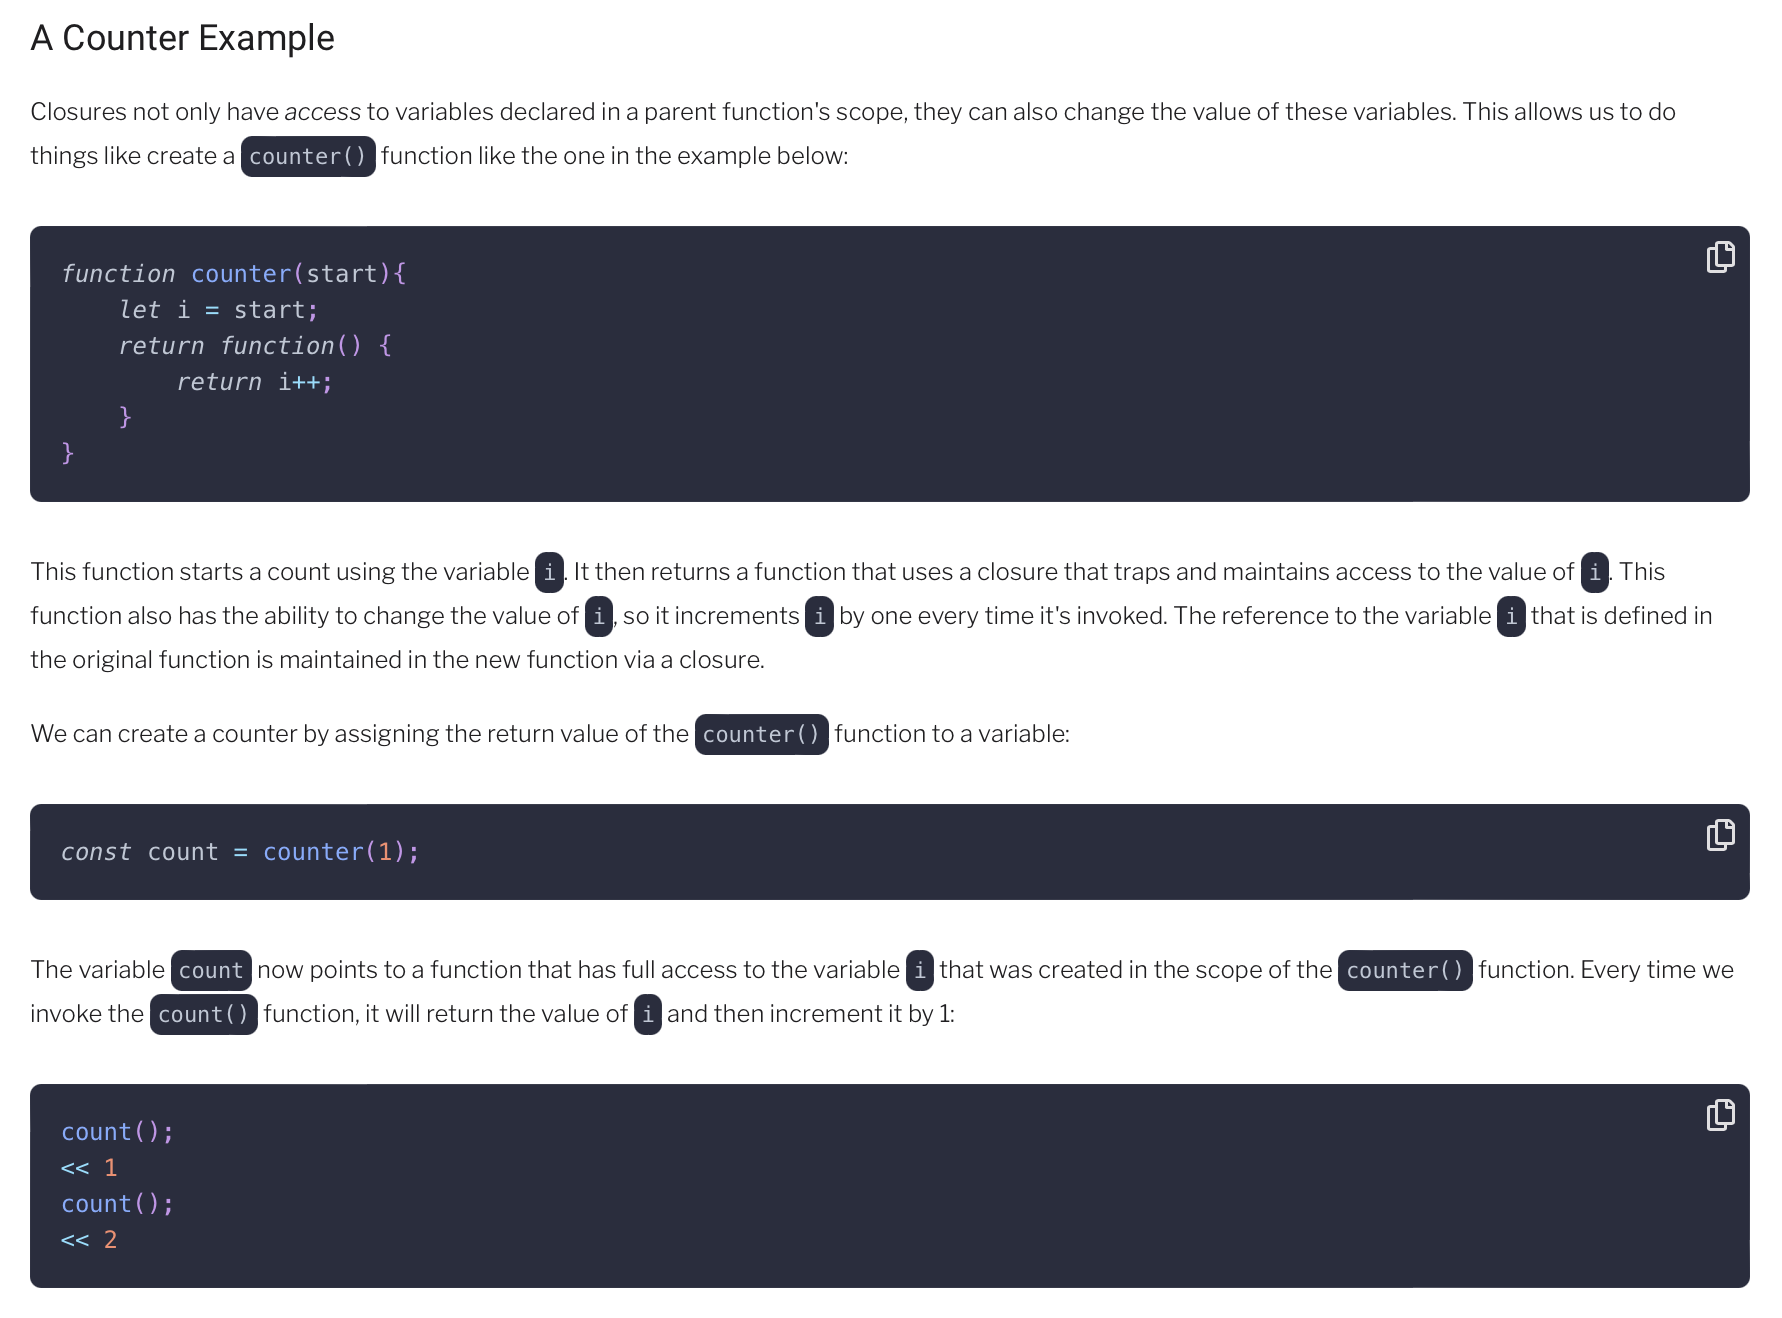 A Counter Example
Closures not only have access to variables declared in a parent function's scope, they can also change the value of these variables. This allows us to do
things like create a counter() function like the one in the example below:
function counter(start){
    let i = start;
    return function() {
        return i++;
    }
}
This function starts a count using the variable i. It then returns a function that uses a closure that traps and maintains access to the value of i. This
function also has the ability to change the value of i, so it increments i by one every time it's invoked. The reference to the variable i that is defined in
the original function is maintained in the new function via a closure.
We can create a counter by assigning the return value of the counter() function to a variable:
const count = counter(1);
The variable count now points to a function that has full access to the variable i that was created in the scope of the counter() function. Every time we
invoke the count() function, it will return the value of i and then increment it by 1:
count();
<< 1
count();
<< 2